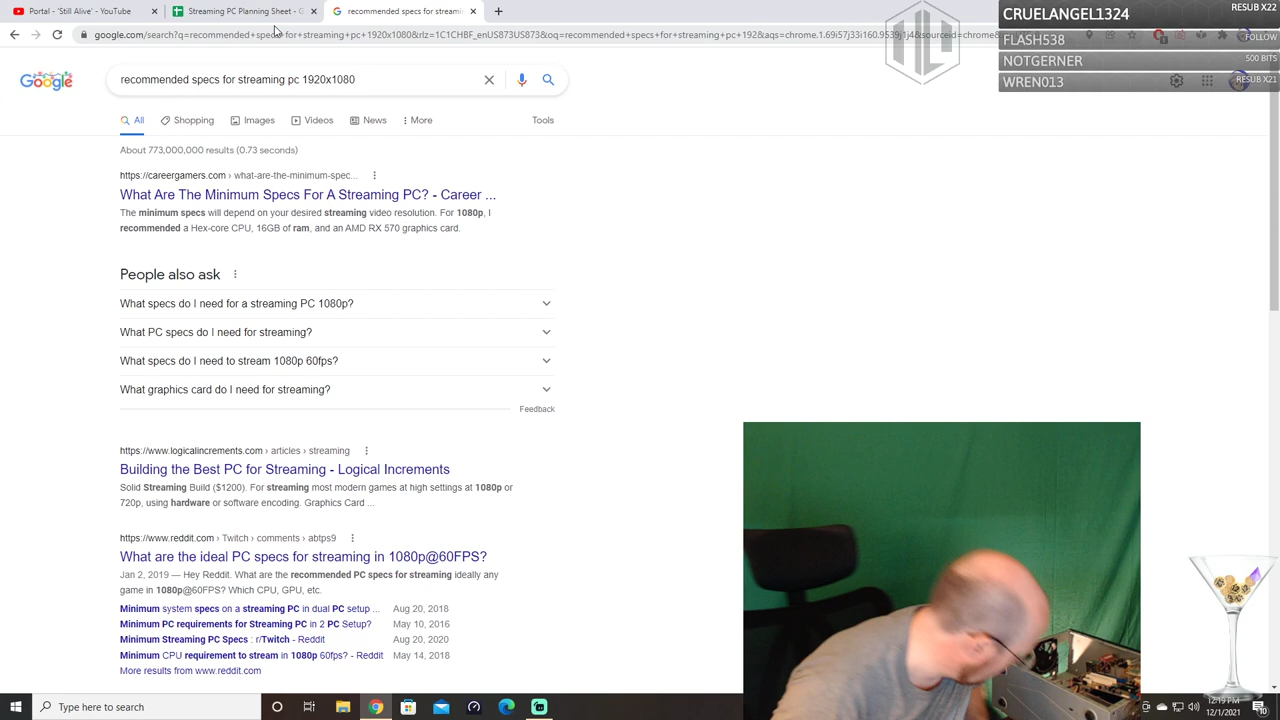 Portal - 'Still Alive' - YouTube
Streaming PC Planning Sheet - G
recommended specs for streami
CRUELANGEL1324
RESUB X22
FLASH538
FOLLOW
NOTGERNER
500 BITS
WREN013
RESUB X21
recommended specs for streaming pc 1920x1080
All
Shopping
Images
Videos
News
More
Tools
About 773,000,000 results (0.73 seconds)
https://careergamers.com › what-are-the-minimum-spec...
What Are The Minimum Specs For A Streaming PC? - Career ...
The minimum specs will depend on your desired streaming video resolution. For 1080p, I
recommended a Hex-core CPU, 16GB of ram, and an AMD RX 570 graphics card.
People also ask
What specs do I need for a streaming PC 1080p?
What PC specs do I need for streaming?
What specs do I need to stream 1080p 60fps?
What graphics card do I need for streaming?
Feedback
https://www.logicalincrements.com › articles › streaming
Building the Best PC for Streaming - Logical Increments
Solid Streaming Build ($1200). For streaming most modern games at high settings at 1080p or
720p, using hardware or software encoding. Graphics Card ...
https://www.reddit.com › Twitch › comments › abtps9
What are the ideal PC specs for streaming in 1080p@60FPS?
Jan 2, 2019 — Hey Reddit. What are the recommended PC specs for streaming ideally any
game in 1080p@60FPS? Which CPU, GPU, etc.
Minimum system specs on a streaming PC in dual PC setup ... Aug 20, 2018
Minimum PC requirements for Streaming PC in 2 PC Setup? May 10, 2016
Minimum Streaming PC Specs : r/Twitch - Reddit Aug 20, 2020
Minimum CPU requirement to stream in 1080p 60fps? - Reddit May 14, 2018
More results from www.reddit.com
Type here to search
12:19 PM
12/1/2021